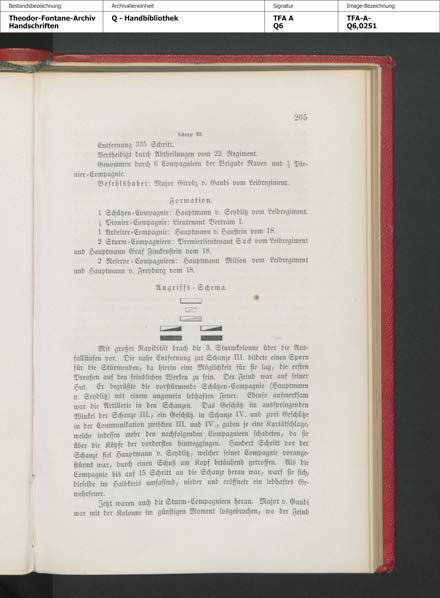 Bestandsbezeichnung
Theodor-Fontane-Archiv
Handschriften
Archivalieneinheit
Q - Handbibliothek
Signatur
TFA A
Q6
Image-Bezeichnung
TFA-A-
Q6,0251
205
Schanze III.
Entfernung 335 Schritt.
Vertheidigt durch Abtheilungen vom 22. Regiment.
Genommen durch 6 Compagnieen der Brigade Raven und ½ Pio-
nier-Compagnie.
Befehlshaber: Major Girodz v. Gaudi vom Leibregiment.
Formation.
1 Schützen-Compagnie: Hauptmann v. Seydlitz vom Leibregiment.
½ Pionier-Compagnie: Lieutenant Bertram I.
1 Arbeiter-Compagnie: Hauptmann v. Hanstein vom 18.
2 Sturm-Compagnieen: Premierlieutenant Sack vom Leibregiment
und Hauptmann Graf Finckenstein vom 18.
2 Reserve-Compagnieen: Hauptmann Milson vom Leibregiment
und Hauptmann v. Freyburg vom 18.
Angriffs-Schema.
Mit großer Rapidität brach die 3. Sturmkolonne über die Aus-
fallstufen vor. Die nahe Entfernung zur Schanze III. bildete einen Sporn
für die Stürmenden, da hierin eine Möglichkeit für sie lag, die ersten
Preußen auf den feindlichen Werken zu sein. Der Feind war auf seiner
Hut. Er begrüßte die vorstürmende Schützen-Compagnie (Hauptmann
v. Seydlitz) mit einem ungemein lebhaften Feuer. Ebenso aufmerksam
war die Artillerie in den Schanzen. Das Geschütz im ausspringenden
Winkel der Schanze III., ein Geschütz in Schanze IV. und zwei Geschütze
in der Communication zwischen III. und IV., gaben je eine Kartätschlage,
welche indessen mehr den nachfolgenden Compagnieen schadeten, da sie
über die Köpfe der vordersten hinweggingen. Hundert Schritt vor der
Schanze fiel Hauptmann v. Seydlitz, welcher seiner Compagnie vorange-
stürmt war, durch einen Schuß am Kopf betäubend getroffen. Als die
Compagnie bis auf 15 Schritt an die Schanze heran war, warf sie sich,
dieselbe im Halbkreis umfassend, nieder und eröffnete ein lebhaftes Ge-
wehrfeuer.
Jetzt waren auch die Sturm-Compagnieen heran. Major v. Gaudi
war mit der Kolonne im günstigen Moment losgebrochen, wo der Feind